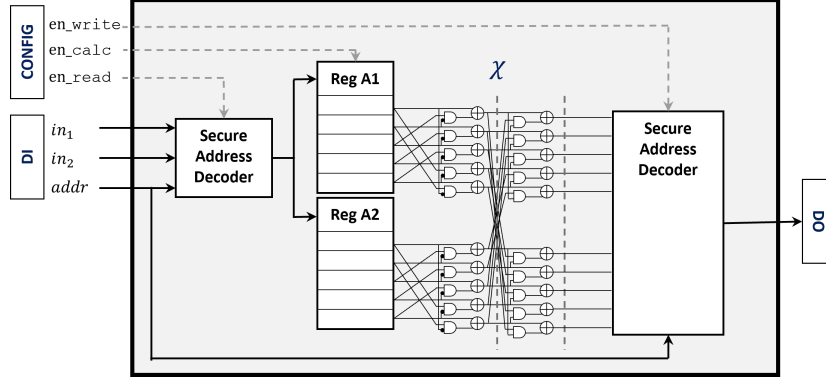 CONFIG
en_write
en_calc
en_read
DI
in1
in2
addr
Secure
Address
Decoder
Reg A1
Reg A2
χ
Secure
Address
Decoder
DO